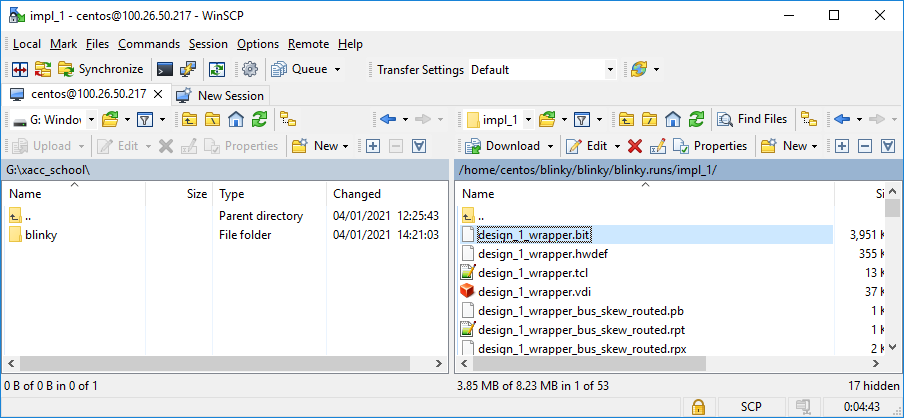 impl_1 - centos@100.26.50.217 - WinSCP
Local Mark Files Commands Session Options Remote Help
Synchronize Queue Transfer Settings Default
centos@100.26.50.217 New Session
G: Window impl_1 Find Files
Upload Edit Properties New Download Edit Properties New
G:\xacc_school\ /home/centos/blinky/blinky/blinky.runs/impl_1/
Name Size Type Changed Name Si
.. Parent directory 04/01/2021 12:25:43 ..
blinky File folder 04/01/2021 14:21:03 design_1_wrapper.bit 3,951 K
design_1_wrapper.hwdef 355 K
design_1_wrapper.tcl 13 K
design_1_wrapper.vdi 37 K
design_1_wrapper_bus_skew_routed.pb 1 K
design_1_wrapper_bus_skew_routed.rpt 1 K
design_1_wrapper_bus_skew_routed.rpx 2 K
0 B of 0 B in 0 of 1 3.85 MB of 8.23 MB in 1 of 53 17 hidden
SCP 0:04:43